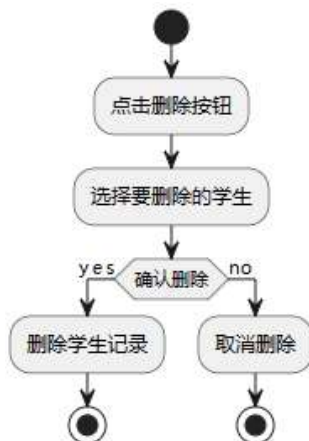 点击删除按钮
选择要删除的学生
yes
确认删除
no
删除学生记录
取消删除